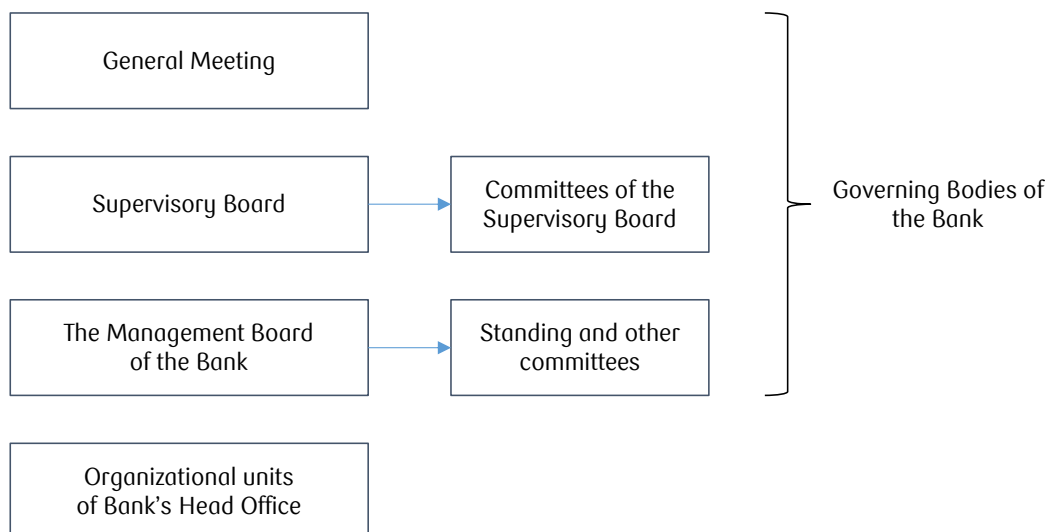 General Meeting
Supervisory Board
Committees of the
Supervisory Board
Governing Bodies of
the Bank
The Management Board
of the Bank
Standing and other
committees
Organizational units
of Bank's Head Office